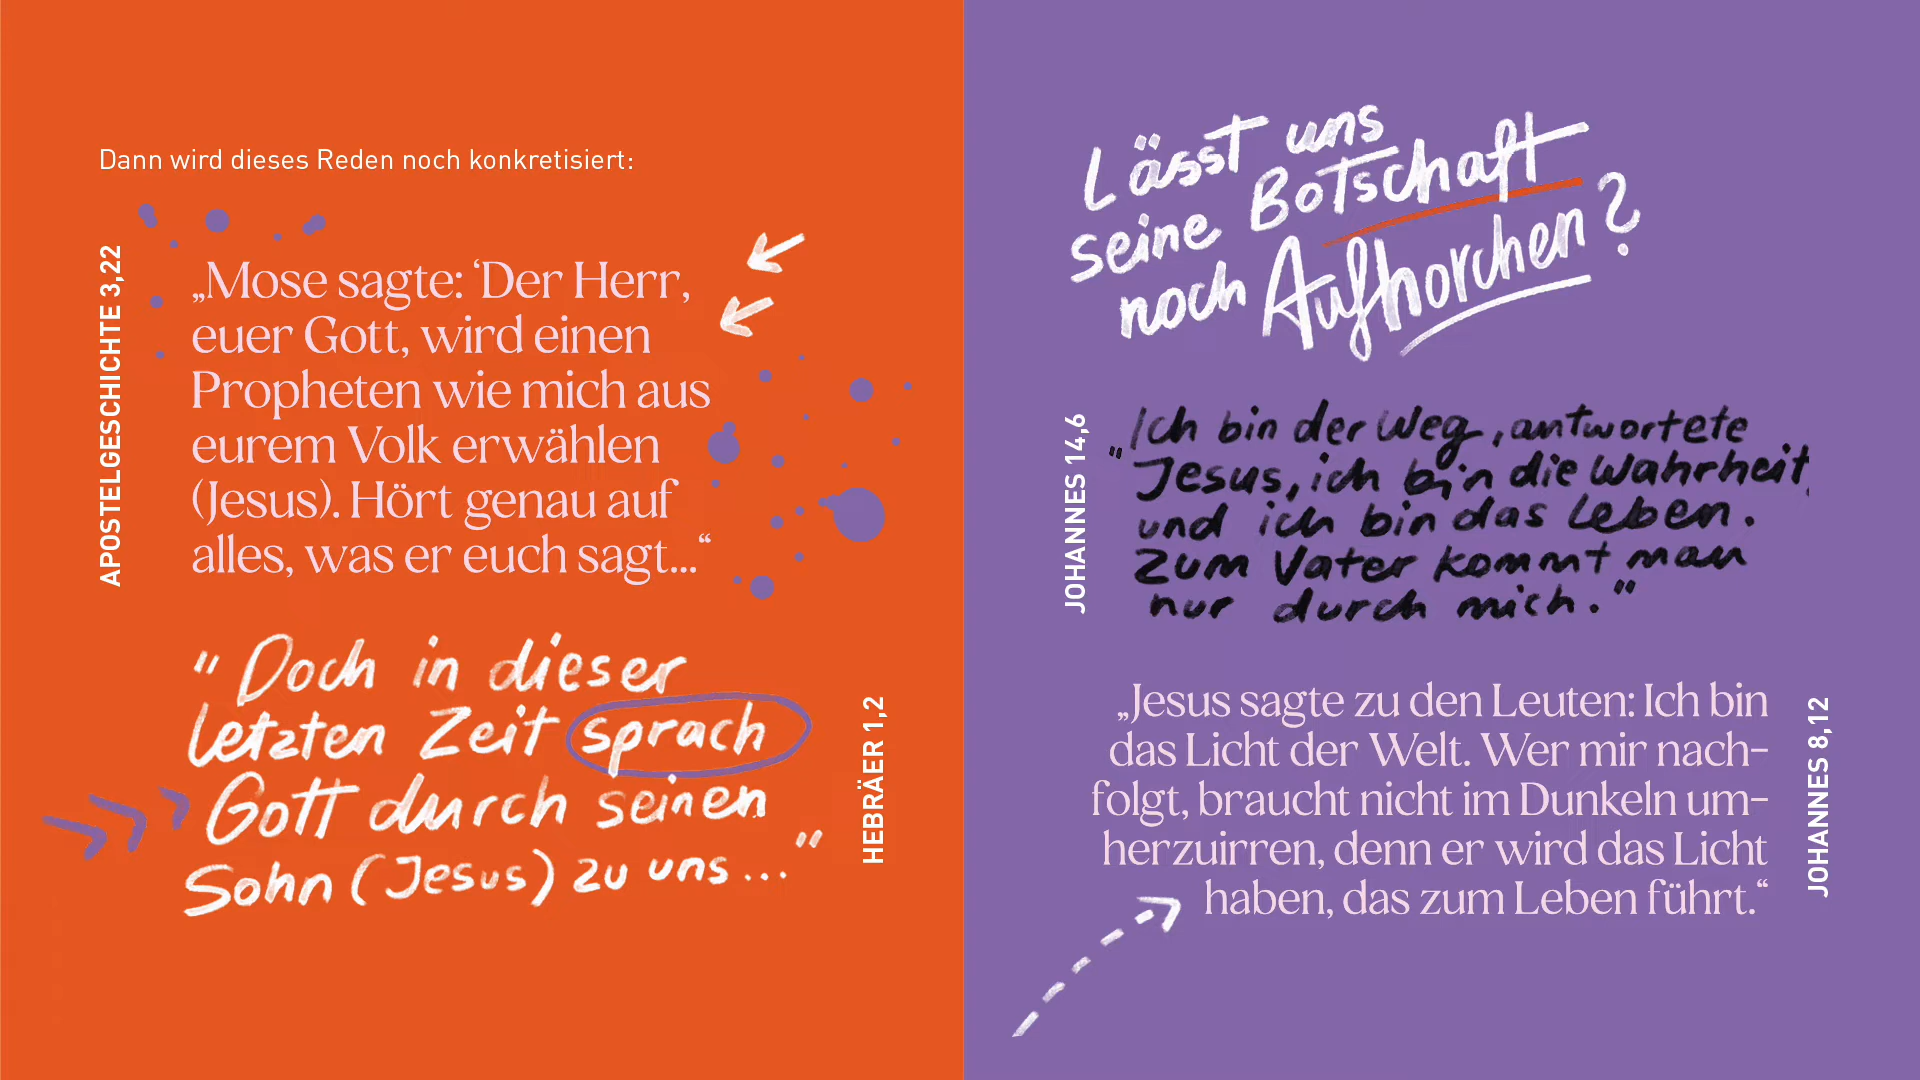 Dann wird dieses Reden noch konkretisiert:
APOSTELGESCHICHTE 3,22
„Mose sagte: ‘Der Herr,
euer Gott, wird einen
Propheten wie mich aus
eurem Volk erwählen
(Jesus). Hört genau auf
alles, was er euch sagt...“
"Doch in dieser
letzten Zeit sprach
Gott durch seinen
Sohn (Jesus) zu uns..."
HEBRÄER 1,2
Lässt uns
seine Botschaft
noch Aufhorchen?
JOHANNES 14,6
"Ich bin der Weg, antwortete
Jesus, ich bin die Wahrheit,
und ich bin das Leben.
Zum Vater kommt man
nur durch mich."
„Jesus sagte zu den Leuten: Ich bin
das Licht der Welt. Wer mir nach-
folgt, braucht nicht im Dunkeln um-
herzuirren, denn er wird das Licht
haben, das zum Leben führt.“
JOHANNES 8,12